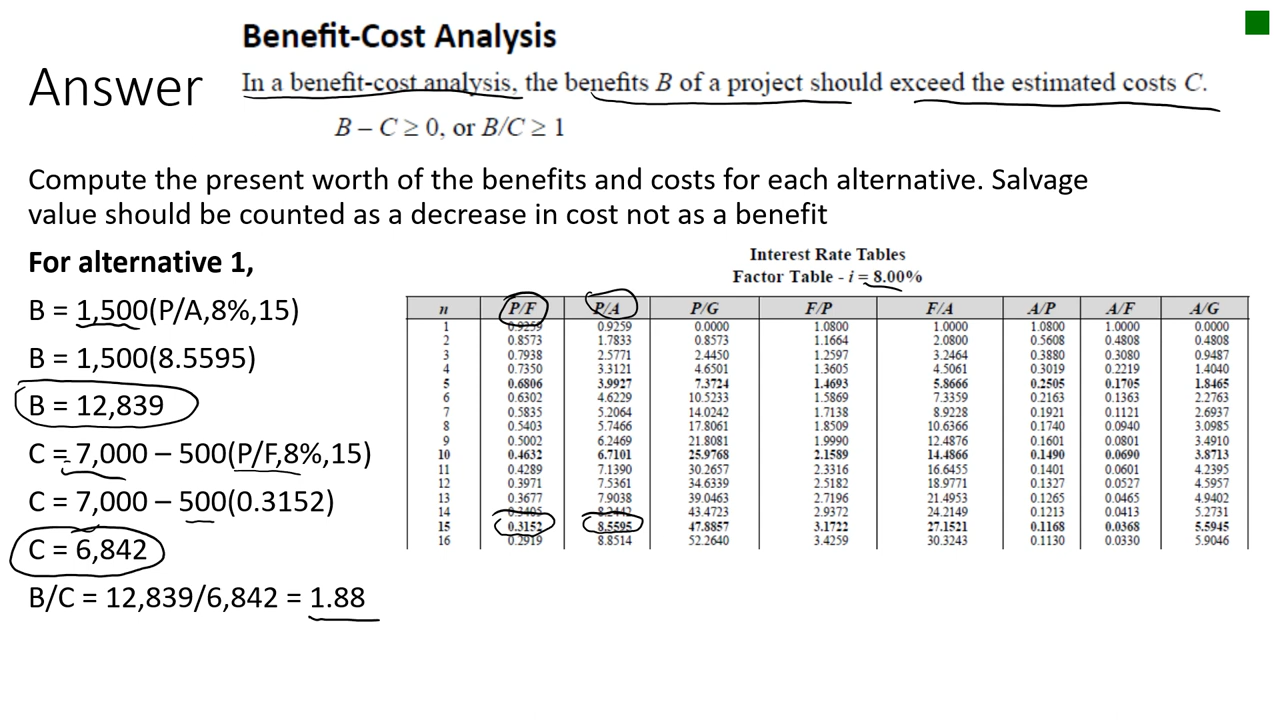 Benefit-Cost Analysis
Answer
In a benefit-cost analysis, the benefits B of a project should exceed the estimated costs C.
B – C ≥ 0, or B/C ≥ 1
Compute the present worth of the benefits and costs for each alternative. Salvage
value should be counted as a decrease in cost not as a benefit
For alternative 1,
B = 1,500(P/A,8%,15)
B = 1,500(8.5595)
B = 12,839
C = 7,000 – 500(P/F,8%,15)
C = 7,000 – 500(0.3152)
C = 6,842
B/C = 12,839/6,842 = 1.88
Interest Rate Tables
Factor Table - i = 8.00%
n P/F P/A P/G F/P F/A A/P A/F A/G
1 0.9259 0.9259 0.0000 1.0800 1.0000 1.0800 1.0000 0.0000
2 0.8573 1.7833 0.8573 1.1664 2.0800 0.5608 0.4808 0.4808
3 0.7938 2.5771 2.4450 1.2597 3.2464 0.3880 0.3080 0.9487
4 0.7350 3.3121 4.6501 1.3605 4.5061 0.3019 0.2219 1.4040
5 0.6806 3.9927 7.3724 1.4693 5.8666 0.2505 0.1705 1.8465
6 0.6302 4.6229 10.5233 1.5869 7.3359 0.2163 0.1363 2.2763
7 0.5835 5.2064 14.0242 1.7138 8.9228 0.1921 0.1121 2.6937
8 0.5403 5.7466 17.8061 1.8509 10.6366 0.1740 0.0940 3.0985
9 0.5002 6.2469 21.8081 1.9990 12.4876 0.1601 0.0801 3.4910
10 0.4632 6.7101 25.9768 2.1589 14.4866 0.1490 0.0690 3.8713
11 0.4289 7.1390 30.2657 2.3316 16.6455 0.1401 0.0601 4.2395
12 0.3971 7.5361 34.6339 2.5182 18.9771 0.1327 0.0527 4.5957
13 0.3677 7.9038 39.0463 2.7196 21.4953 0.1265 0.0465 4.9402
14 0.3405 8.2442 43.4723 2.9372 24.2149 0.1213 0.0413 5.2731
15 0.3152 8.5595 47.8857 3.1722 27.1521 0.1168 0.0368 5.5945
16 0.2919 8.8514 52.2640 3.4259 30.3243 0.1130 0.0330 5.9046